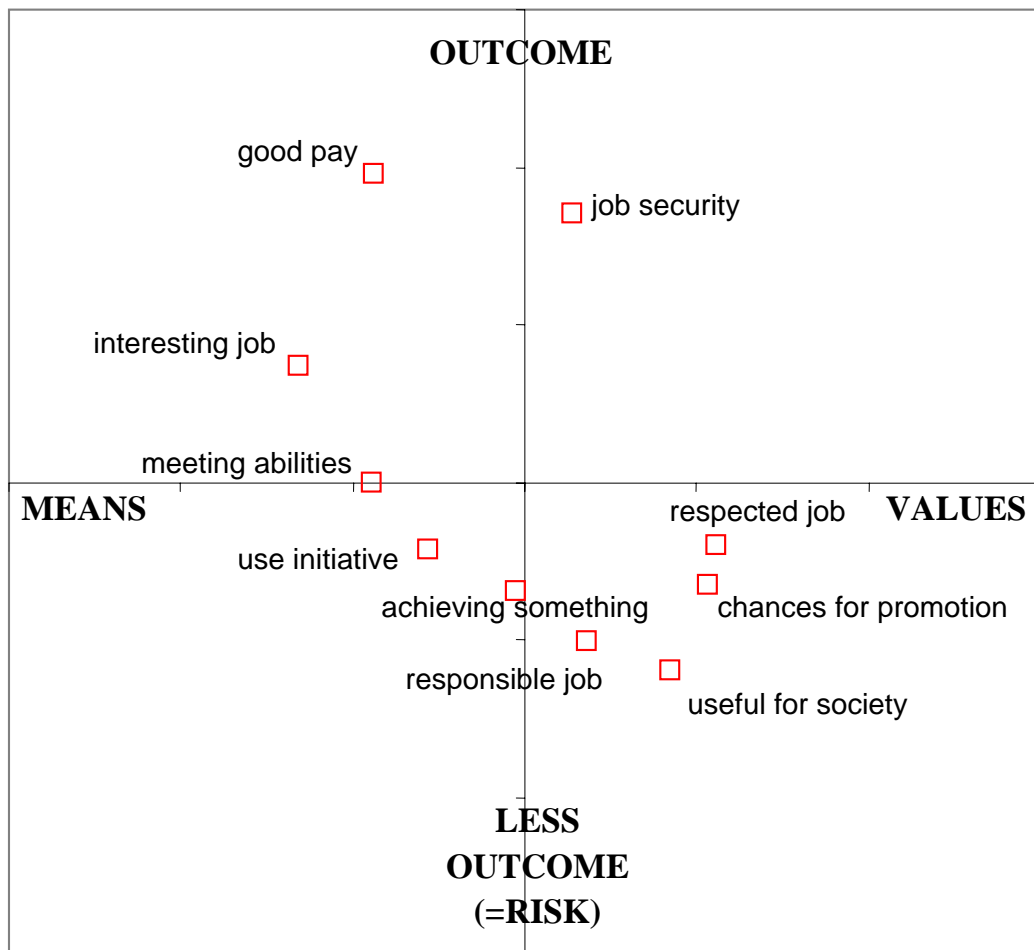 OUTCOME
good pay
job security
interesting job
meeting abilities
MEANS
respected job
VALUES
use initiative
achieving something
chances for promotion
responsible job
useful for society
LESS
OUTCOME
(=RISK)